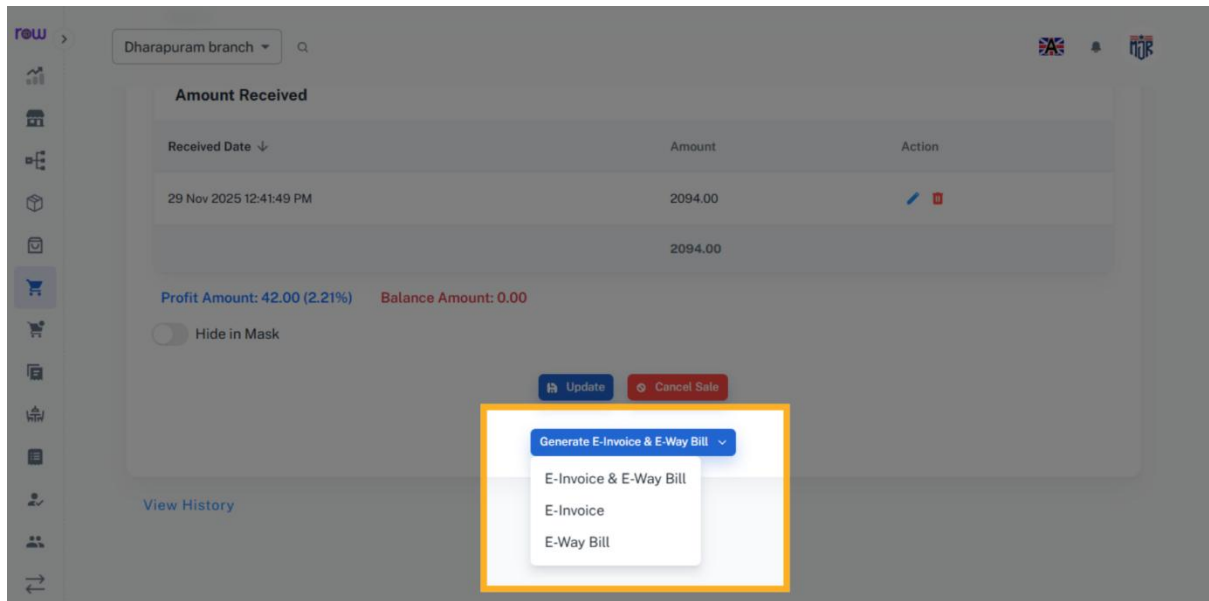 row
Dharapuram branch
A
MJR
Amount Received
Received Date ↓ Amount Action
29 Nov 2025 12:41:49 PM 2094.00
2094.00
Profit Amount: 42.00 (2.21%) Balance Amount: 0.00
Hide in Mask
Update Cancel Sale
Generate E-Invoice & E-Way Bill
E-Invoice & E-Way Bill
E-Invoice
E-Way Bill
View History